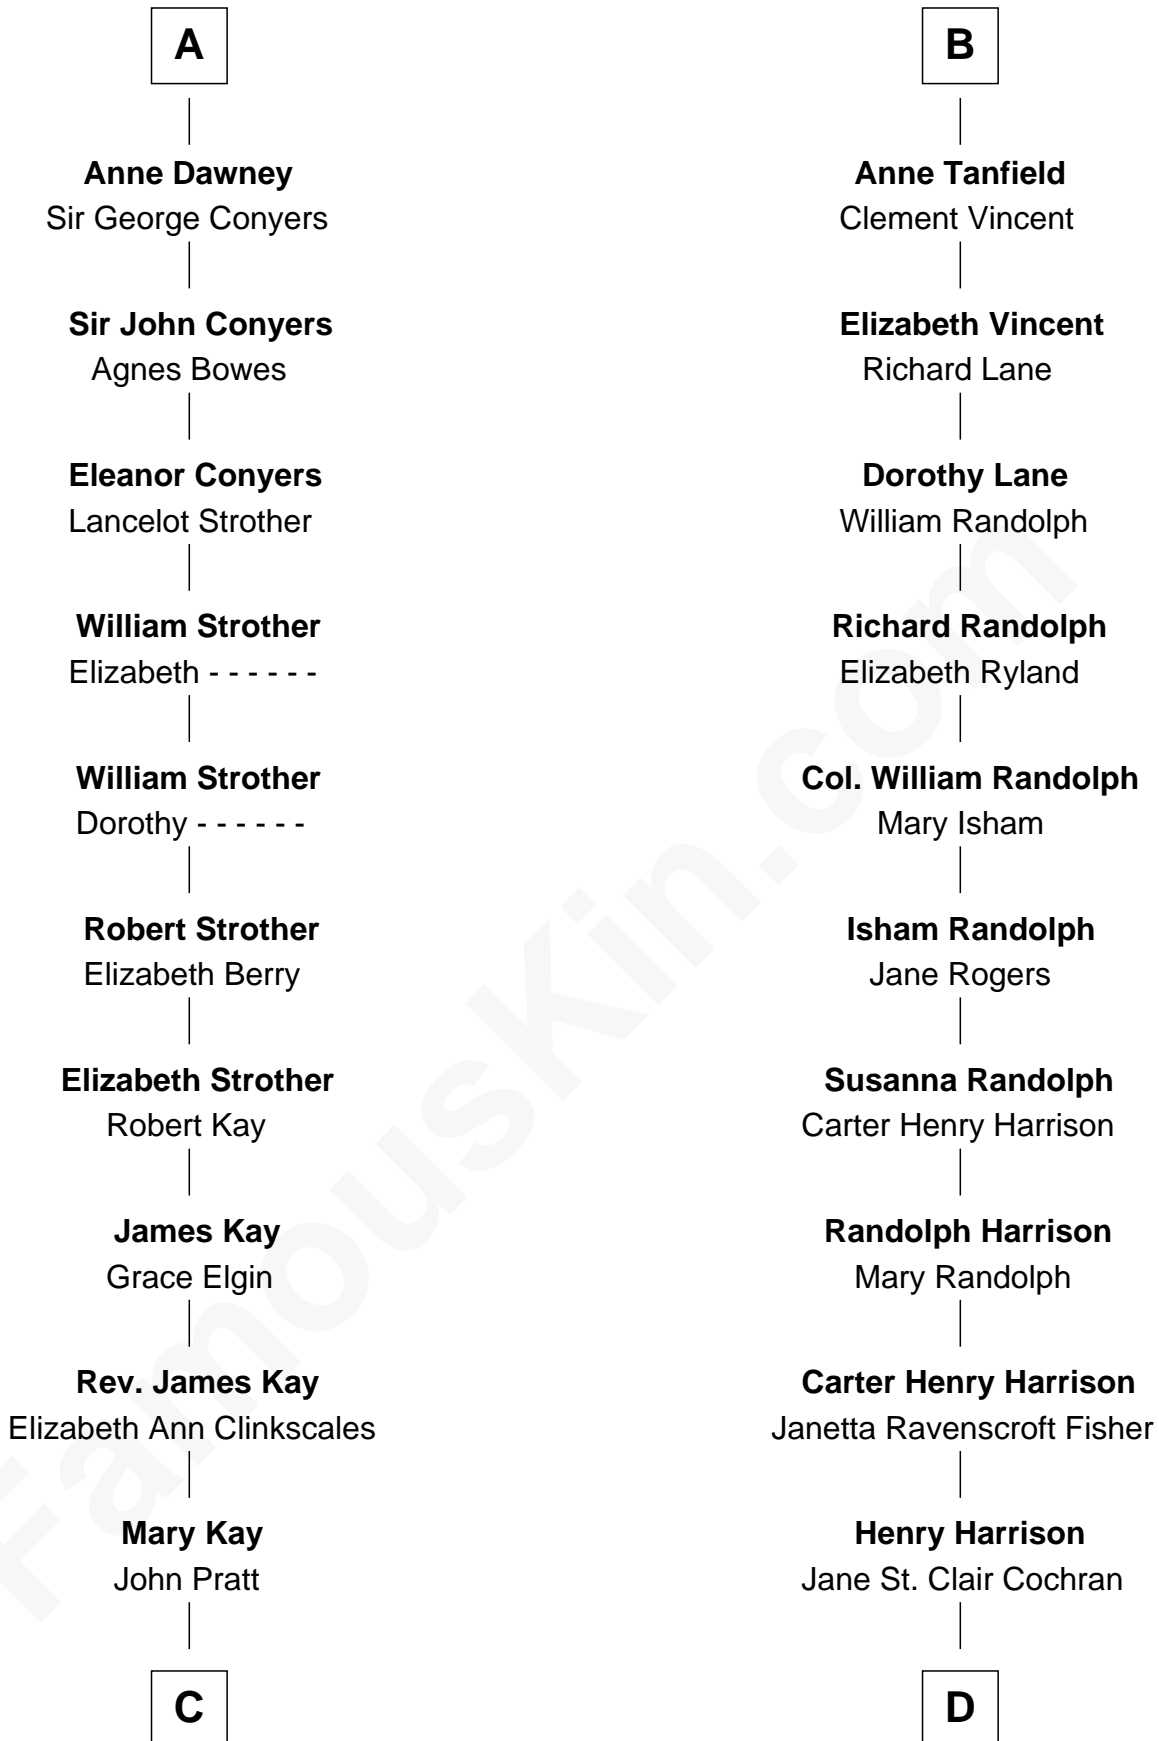 A
Anne Dawney
Sir George Conyers
Sir John Conyers
Agnes Bowes
Eleanor Conyers
Lancelot Strother
William Strother
Elizabeth - - - - - -
William Strother
Dorothy - - - - - -
Robert Strother
Elizabeth Berry
Elizabeth Strother
Robert Kay
James Kay
Grace Elgin
Rev. James Kay
Elizabeth Ann Clinkscales
Mary Kay
John Pratt
C
B
Anne Tanfield
Clement Vincent
Elizabeth Vincent
Richard Lane
Dorothy Lane
William Randolph
Richard Randolph
Elizabeth Ryland
Col. William Randolph
Mary Isham
Isham Randolph
Jane Rogers
Susanna Randolph
Carter Henry Harrison
Randolph Harrison
Mary Randolph
Carter Henry Harrison
Janetta Ravenscroft Fisher
Henry Harrison
Jane St. Clair Cochran
D
FamousKin.com